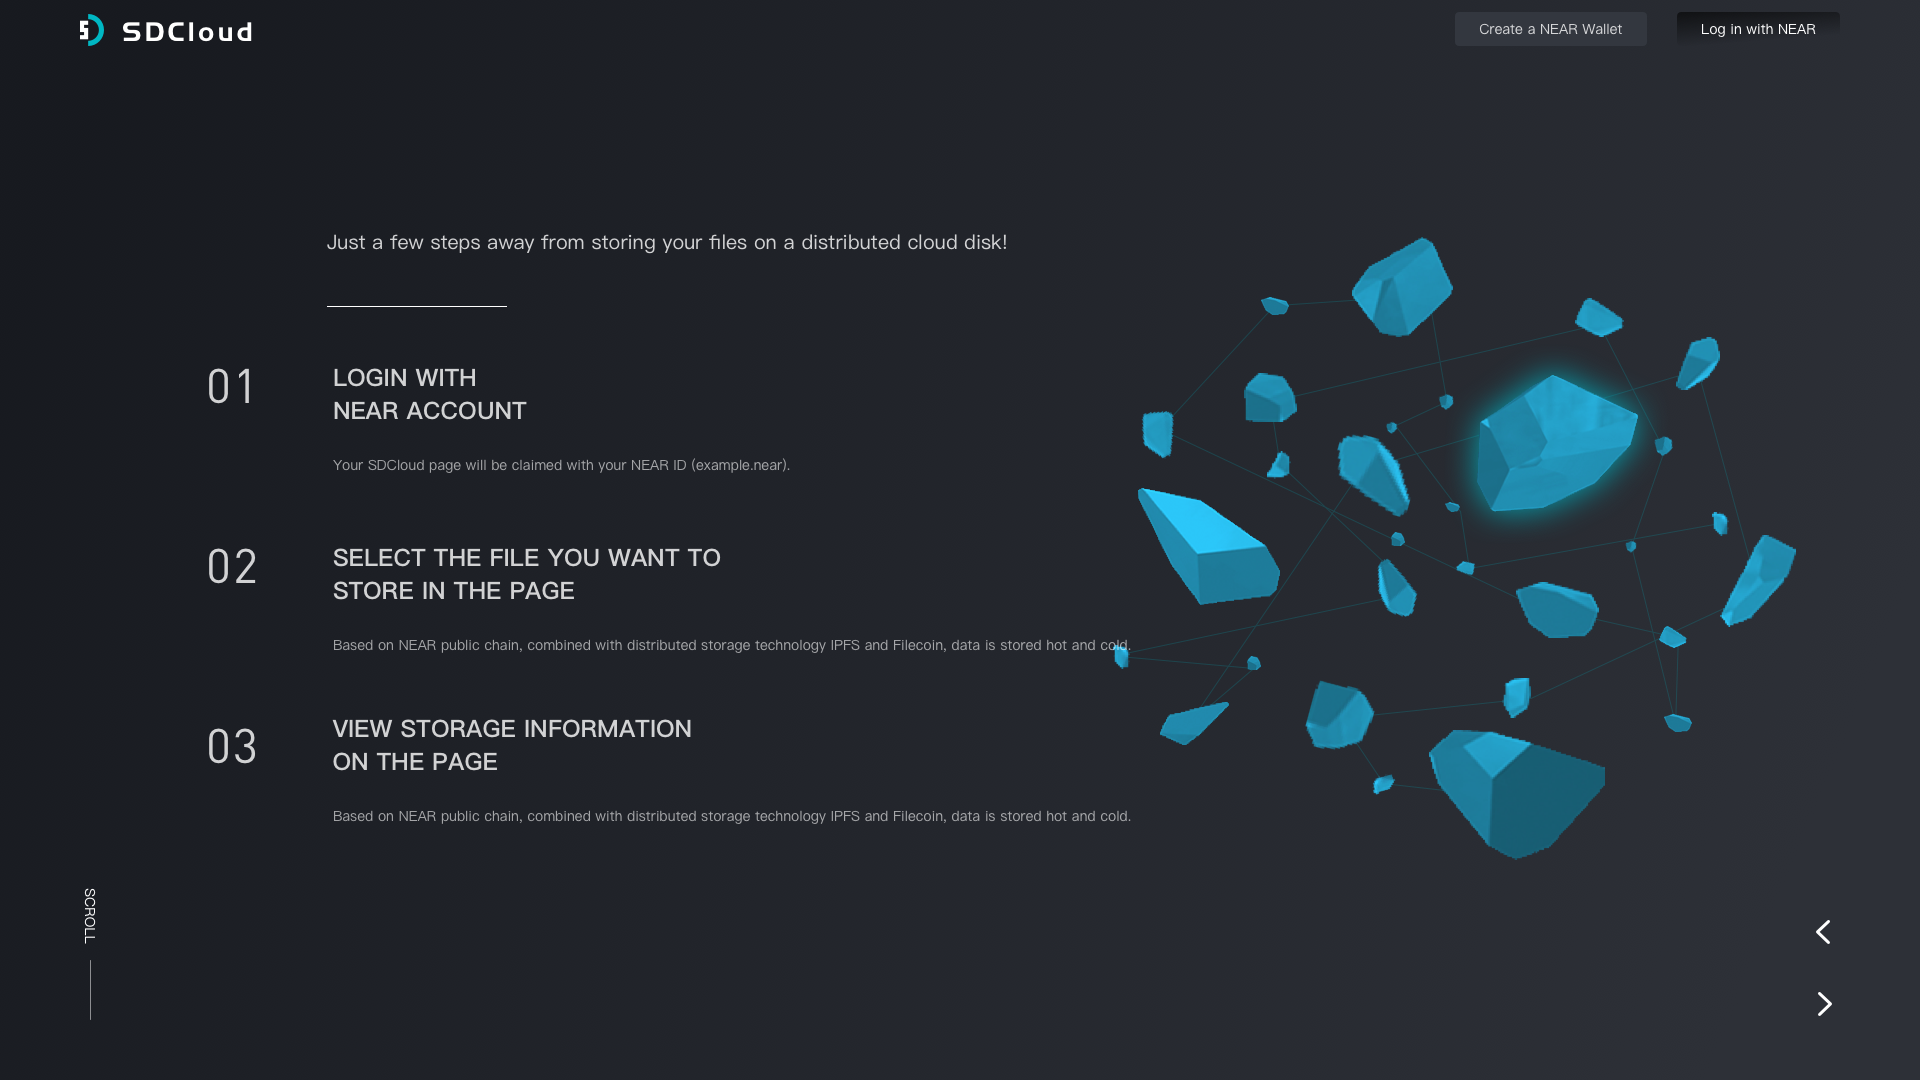 SDCloud
Create a NEAR Wallet
Log in with NEAR
Just a few steps away from storing your files on a distributed cloud disk!
01
LOGIN WITH
NEAR ACCOUNT
Your SDCloud page will be claimed with your NEAR ID (example.near).
02
SELECT THE FILE YOU WANT TO
STORE IN THE PAGE
Based on NEAR public chain, combined with distributed storage technology IPFS and Filecoin, data is stored hot and cold.
03
VIEW STORAGE INFORMATION
ON THE PAGE
Based on NEAR public chain, combined with distributed storage technology IPFS and Filecoin, data is stored hot and cold.
SCROLL